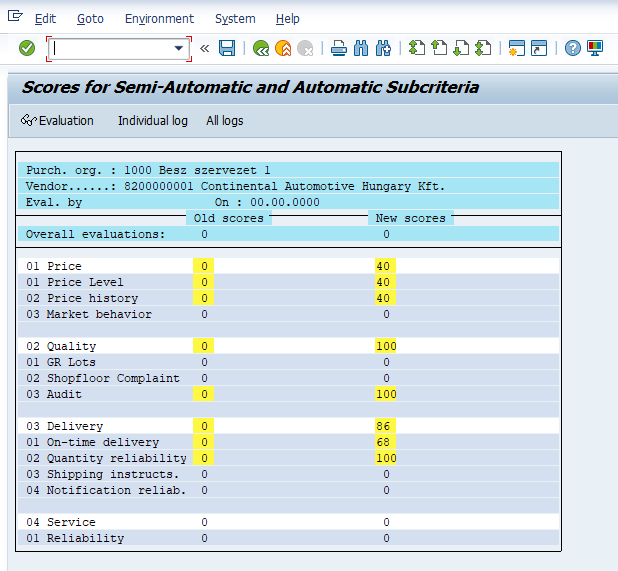 Edit Goto Environment System Help
Scores for Semi-Automatic and Automatic Subcriteria
Evaluation Individual log All logs
Purch. org. : 1000 Besz szervezet 1
Vendor......: 8200000001 Continental Automotive Hungary Kft.
Eval. by On : 00.00.0000
Old scores New scores
Overall evaluations: 0 0
01 Price 0 40
01 Price Level 0 40
02 Price history 0 40
03 Market behavior 0 0
02 Quality 0 100
01 GR Lots 0 0
02 Shopfloor Complaint 0 0
03 Audit 0 100
03 Delivery 0 86
01 On-time delivery 0 68
02 Quantity reliability 0 100
03 Shipping instructs. 0 0
04 Notification reliab. 0 0
04 Service 0 0
01 Reliability 0 0